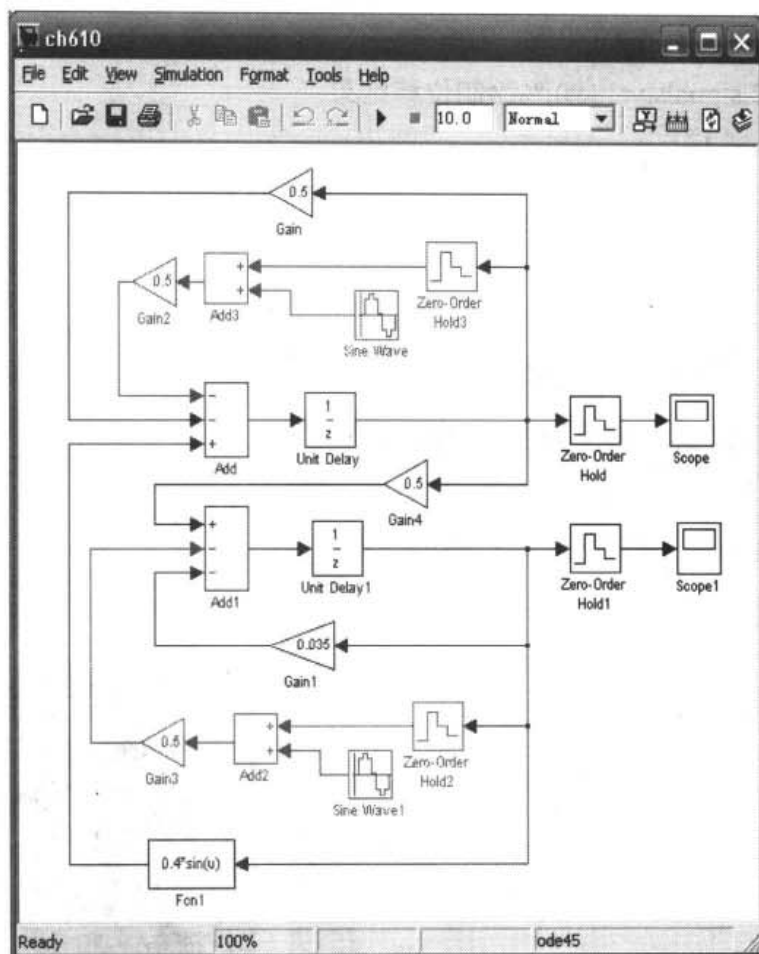 ch610
File Edit View Simulation Format Tools Help
10.0 Normal
0.5
Gain
0.5
Gain2
+
+
Add3
Sine Wave
Zero-Order
Hold3
−
−
+
Add
1
z
Unit Delay
Zero-Order
Hold
Scope
0.5
Gain4
+
−
−
Add1
1
z
Unit Delay1
Zero-Order
Hold1
Scope1
0.035
Gain1
0.5
Gain3
+
+
Add2
Sine Wave1
Zero-Order
Hold2
0.4*sin(u)
Fcn1
Ready 100% ode45